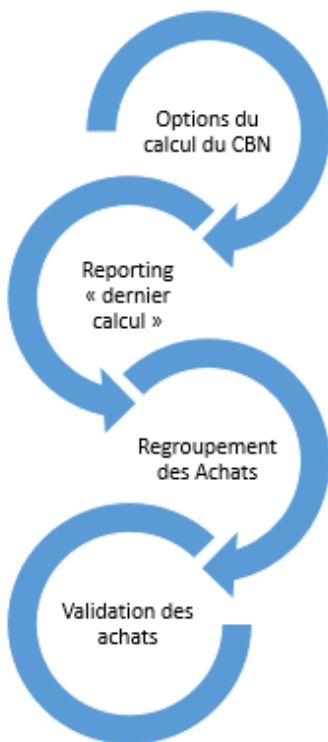 Options du
calcul du CBN
Reporting
« dernier
calcul »
Regroupement
des Achats
Validation des
achats